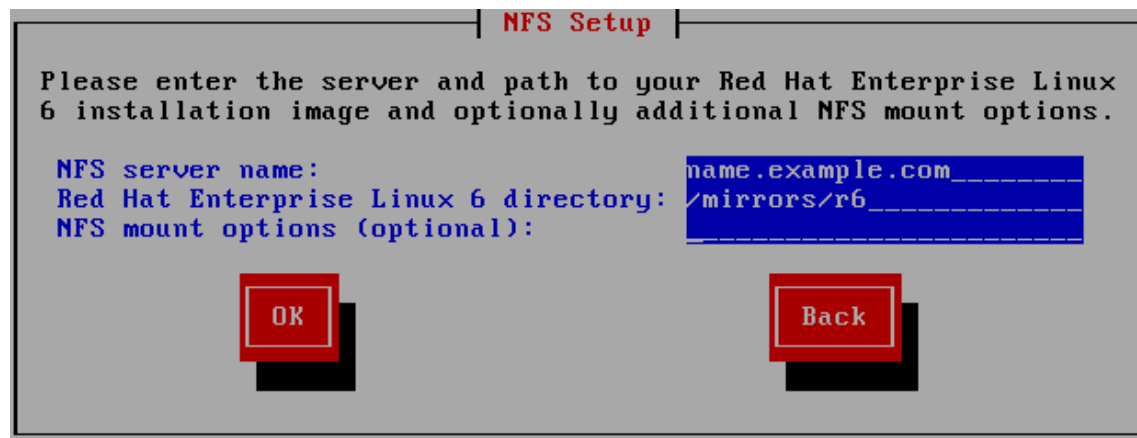 NFS Setup
Please enter the server and path to your Red Hat Enterprise Linux
6 installation image and optionally additional NFS mount options.
NFS server name: name.example.com________
Red Hat Enterprise Linux 6 directory: /mirrors/r6_____________
NFS mount options (optional): ________________________
OK Back